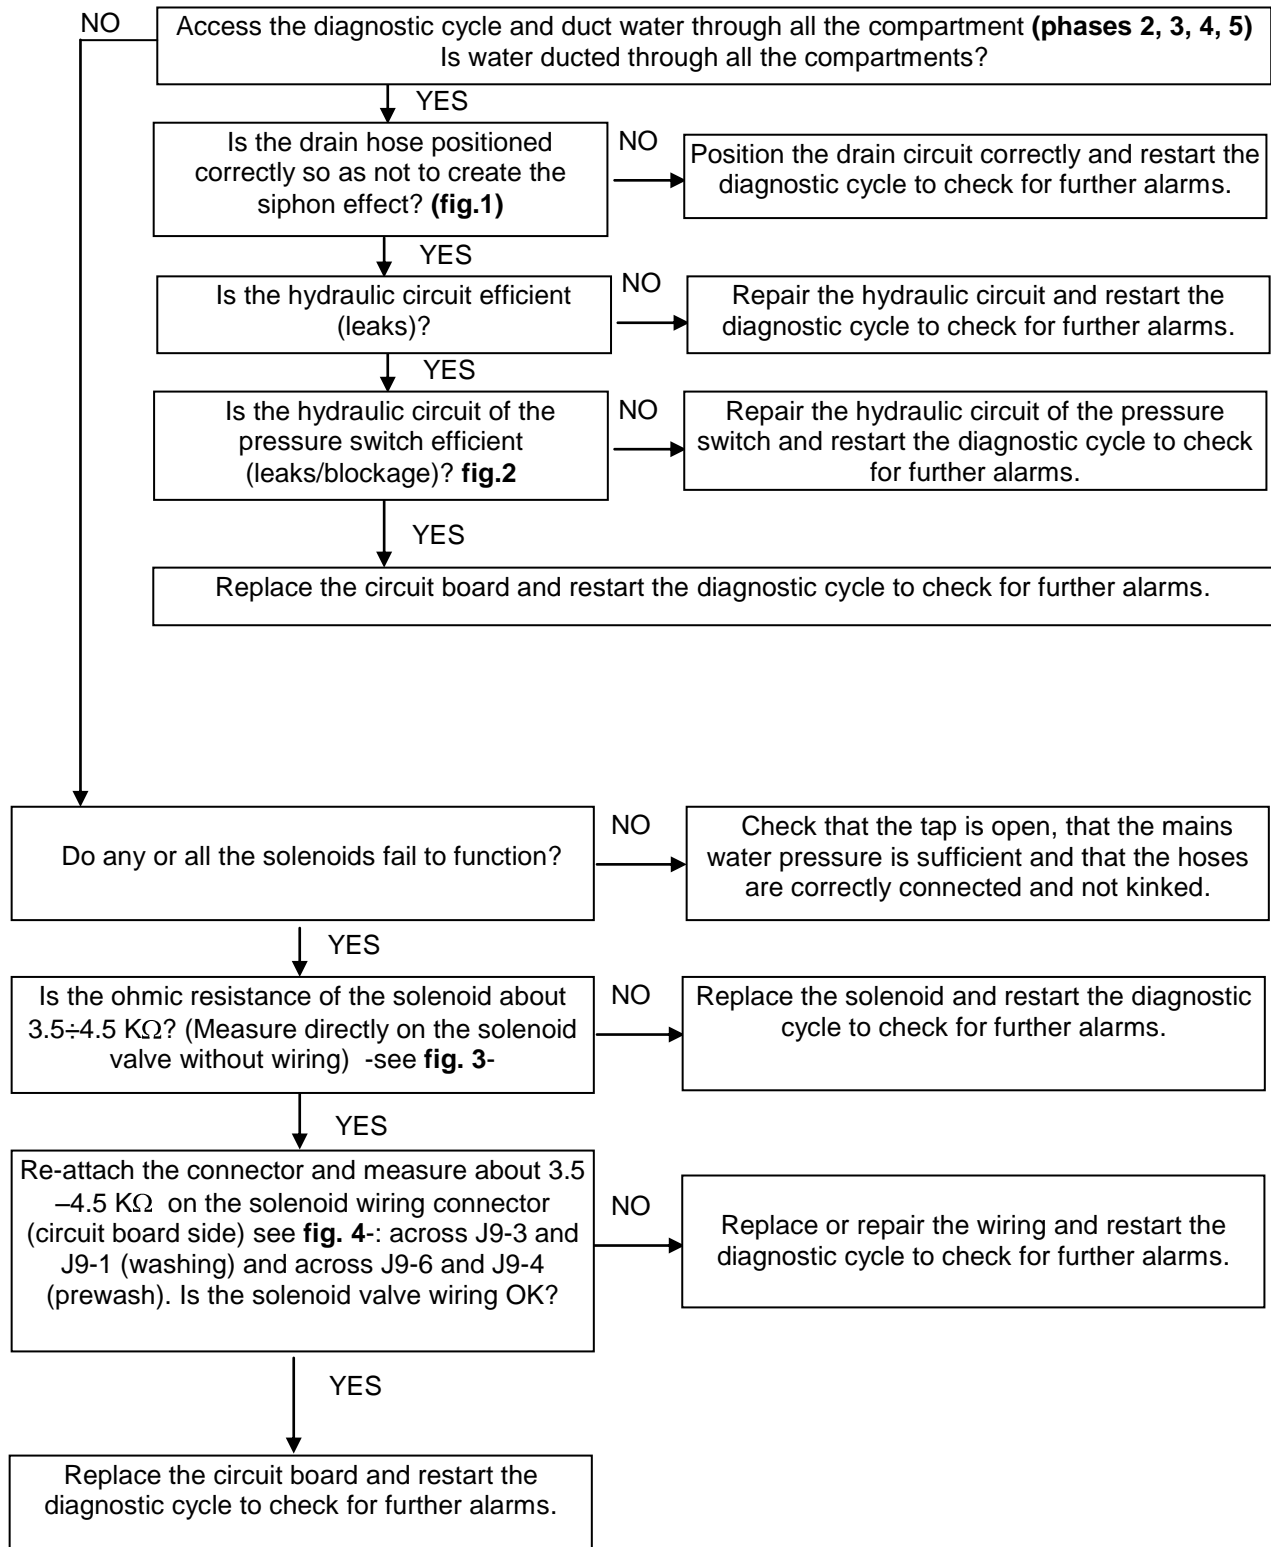 NO
Access the diagnostic cycle and duct water through all the compartment (phases 2, 3, 4, 5)
Is water ducted through all the compartments?
YES
Is the drain hose positioned
correctly so as not to create the
siphon effect? (fig.1)
NO
Position the drain circuit correctly and restart the
diagnostic cycle to check for further alarms.
YES
Is the hydraulic circuit efficient
(leaks)?
NO
Repair the hydraulic circuit and restart the
diagnostic cycle to check for further alarms.
YES
Is the hydraulic circuit of the
pressure switch efficient
(leaks/blockage)? fig.2
NO
Repair the hydraulic circuit of the pressure
switch and restart the diagnostic cycle to check
for further alarms.
YES
Replace the circuit board and restart the diagnostic cycle to check for further alarms.
Do any or all the solenoids fail to function?
NO
Check that the tap is open, that the mains
water pressure is sufficient and that the hoses
are correctly connected and not kinked.
YES
Is the ohmic resistance of the solenoid about
3.5÷4.5 KΩ? (Measure directly on the solenoid
valve without wiring) -see fig. 3-
NO
Replace the solenoid and restart the diagnostic
cycle to check for further alarms.
YES
Re-attach the connector and measure about 3.5
–4.5 KΩ on the solenoid wiring connector
(circuit board side) see fig. 4-: across J9-3 and
J9-1 (washing) and across J9-6 and J9-4
(prewash). Is the solenoid valve wiring OK?
NO
Replace or repair the wiring and restart the
diagnostic cycle to check for further alarms.
YES
Replace the circuit board and restart the
diagnostic cycle to check for further alarms.